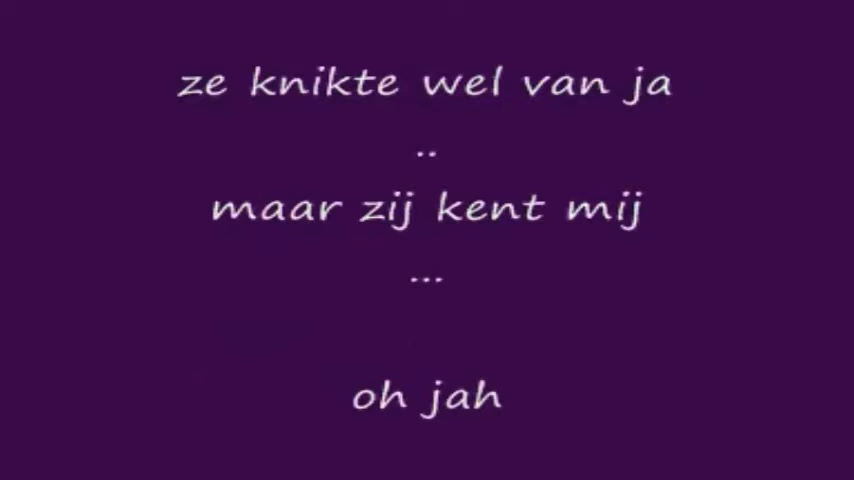 ze knikte wel van ja
..
maar zij kent mij
...
oh jah